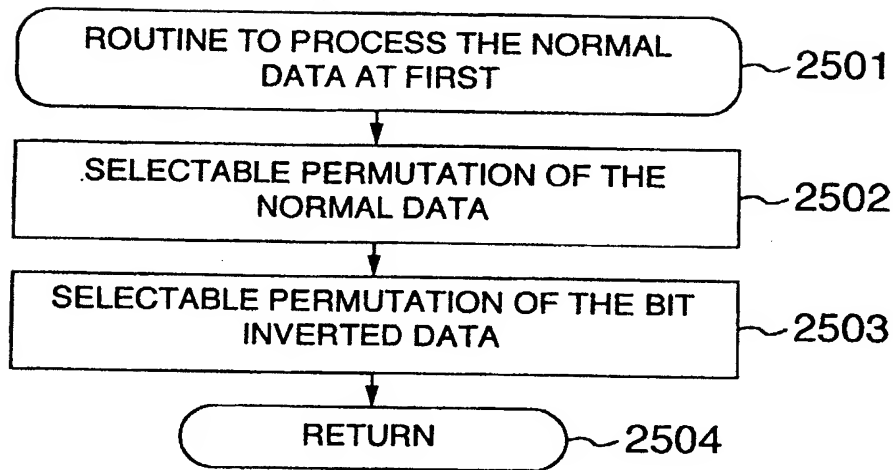 ROUTINE TO PROCESS THE NORMAL
DATA AT FIRST
2501
.SELECTABLE PERMUTATION OF THE
NORMAL DATA
2502
SELECTABLE PERMUTATION OF THE BIT
INVERTED DATA
2503
RETURN
2504